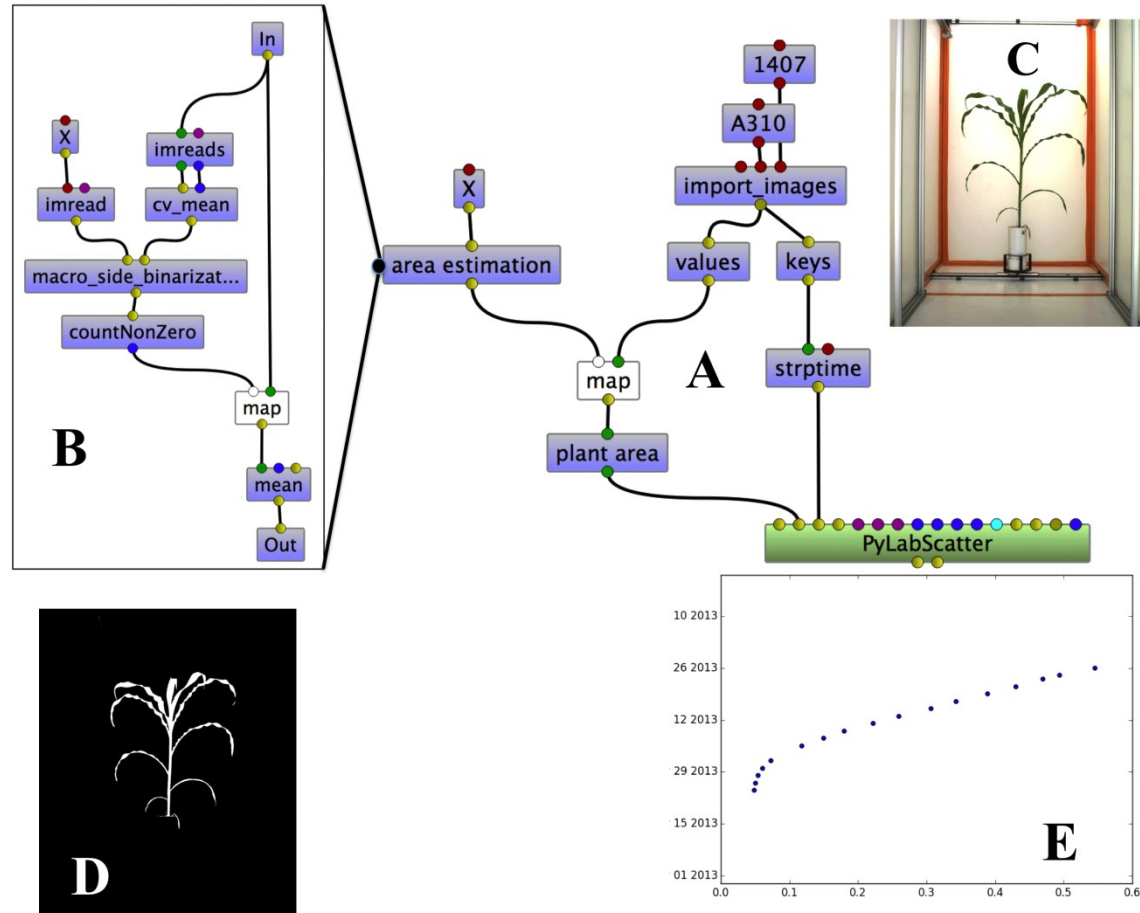 In
X
imreads
imread
cv_mean
macro_side_binarizat...
countNonZero
map
mean
Out
B
1407
A310
import_images
X
area estimation
values
keys
map
A
strptime
plant area
PyLabScatter
C
D
10 2013
26 2013
12 2013
29 2013
15 2013
01 2013
0.0 0.1 0.2 0.3 0.4 0.5 0.6
E